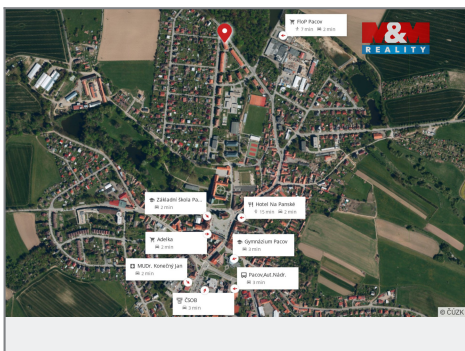 PloP Pacov
7 min 2 min
M&M
REALITY
Základní škola Pa...
2 min
Hotel Na Panské
15 min 2 min
Adelka
2 min
Gymnázium Pacov
3 min
MUDr. Konečný Jan
2 min
Pacov,Aut.Nádr.
3 min
ČSOB
3 min
© ČÚZK